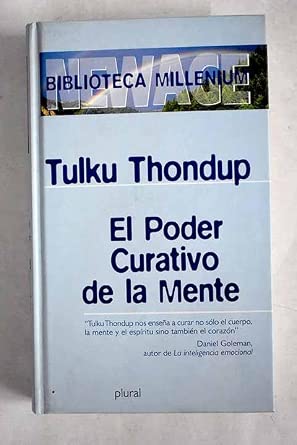 NEW AGE
BIBLIOTECA MILLENIUM
Tulku Thondup
El Poder
Curativo
de la Mente
"Tulku Thondup nos enseña a curar no sólo el cuerpo,
la mente y el espíritu sino también el corazón"
Daniel Goleman,
autor de La inteligencia emocional
plural